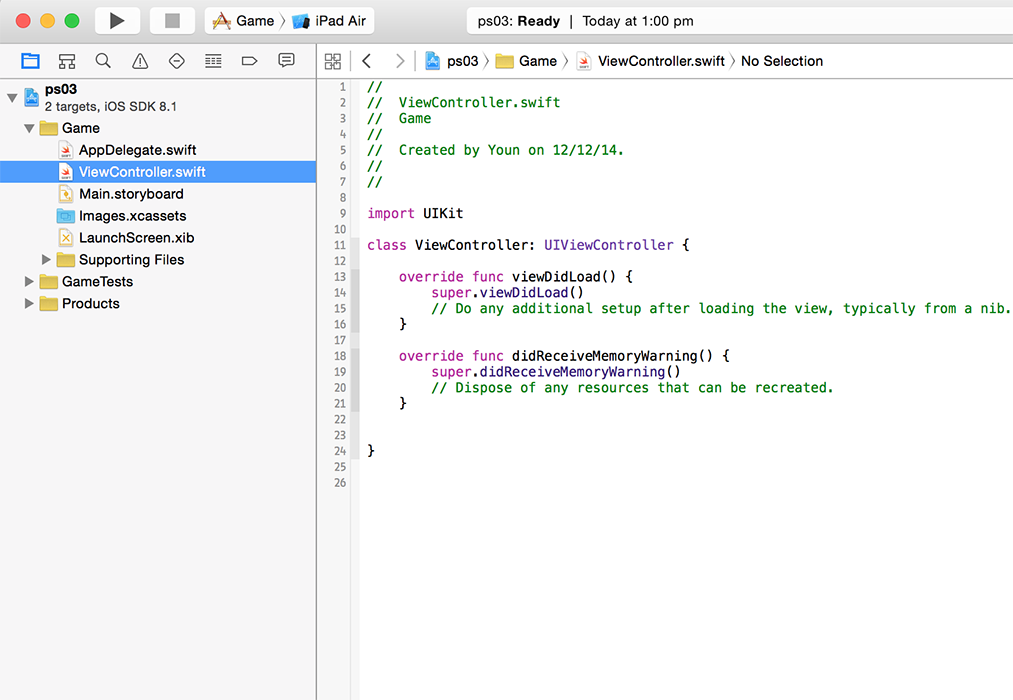 Game 〉 iPad Air
ps03: Ready | Today at 1:00 pm
ps03 〉 Game 〉 ViewController.swift 〉 No Selection
ps03
2 targets, iOS SDK 8.1
Game
AppDelegate.swift
ViewController.swift
Main.storyboard
Images.xcassets
LaunchScreen.xib
Supporting Files
GameTests
Products
1 //
2 //  ViewController.swift
3 //  Game
4 //
5 //  Created by Youn on 12/12/14.
6 //
7 //
8
9 import UIKit
10
11 class ViewController: UIViewController {
12
13     override func viewDidLoad() {
14         super.viewDidLoad()
15         // Do any additional setup after loading the view, typically from a nib.
16     }
17
18     override func didReceiveMemoryWarning() {
19         super.didReceiveMemoryWarning()
20         // Dispose of any resources that can be recreated.
21     }
22
23
24 }
25
26